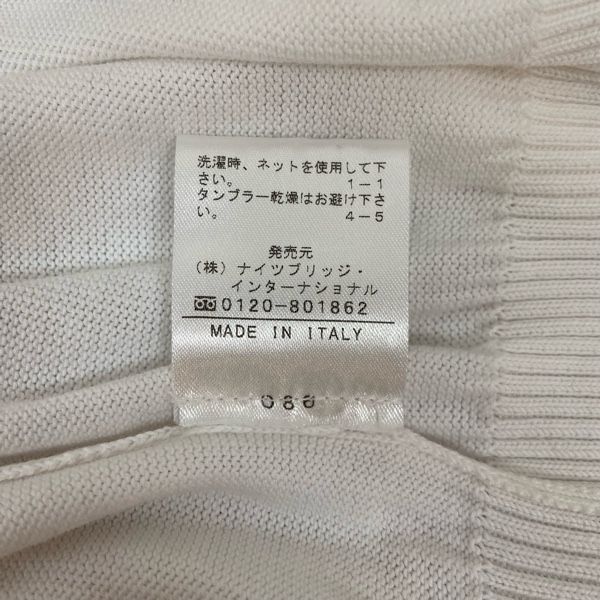 洗濯時、ネットを使用して下
さい。 1-1
タンブラー乾燥はお避け下さ
い。 4-5
発売元
(株) ナイツブリッジ・
インターナショナル
0120-801862
MADE IN ITALY